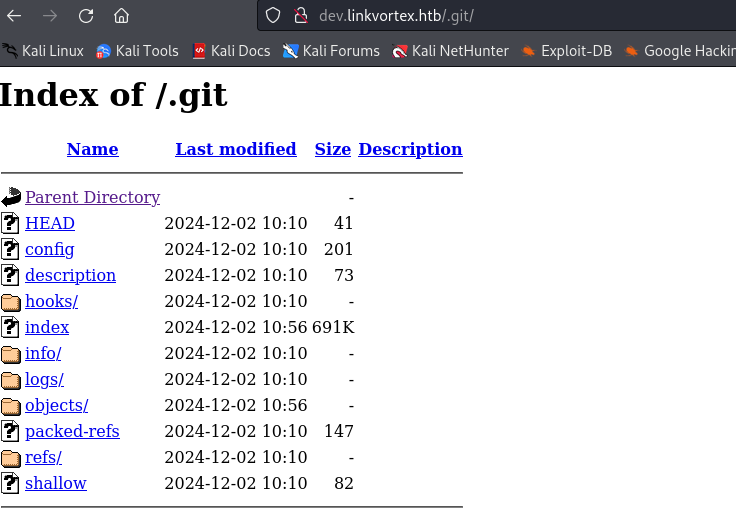 dev.linkvortex.htb/.git/
Kali Linux Kali Tools Kali Docs Kali Forums Kali NetHunter Exploit-DB Google Hackin
Index of /.git
Name Last modified Size Description
Parent Directory -
HEAD 2024-12-02 10:10 41
config 2024-12-02 10:10 201
description 2024-12-02 10:10 73
hooks/ 2024-12-02 10:10 -
index 2024-12-02 10:56 691K
info/ 2024-12-02 10:10 -
logs/ 2024-12-02 10:10 -
objects/ 2024-12-02 10:56 -
packed-refs 2024-12-02 10:10 147
refs/ 2024-12-02 10:10 -
shallow 2024-12-02 10:10 82